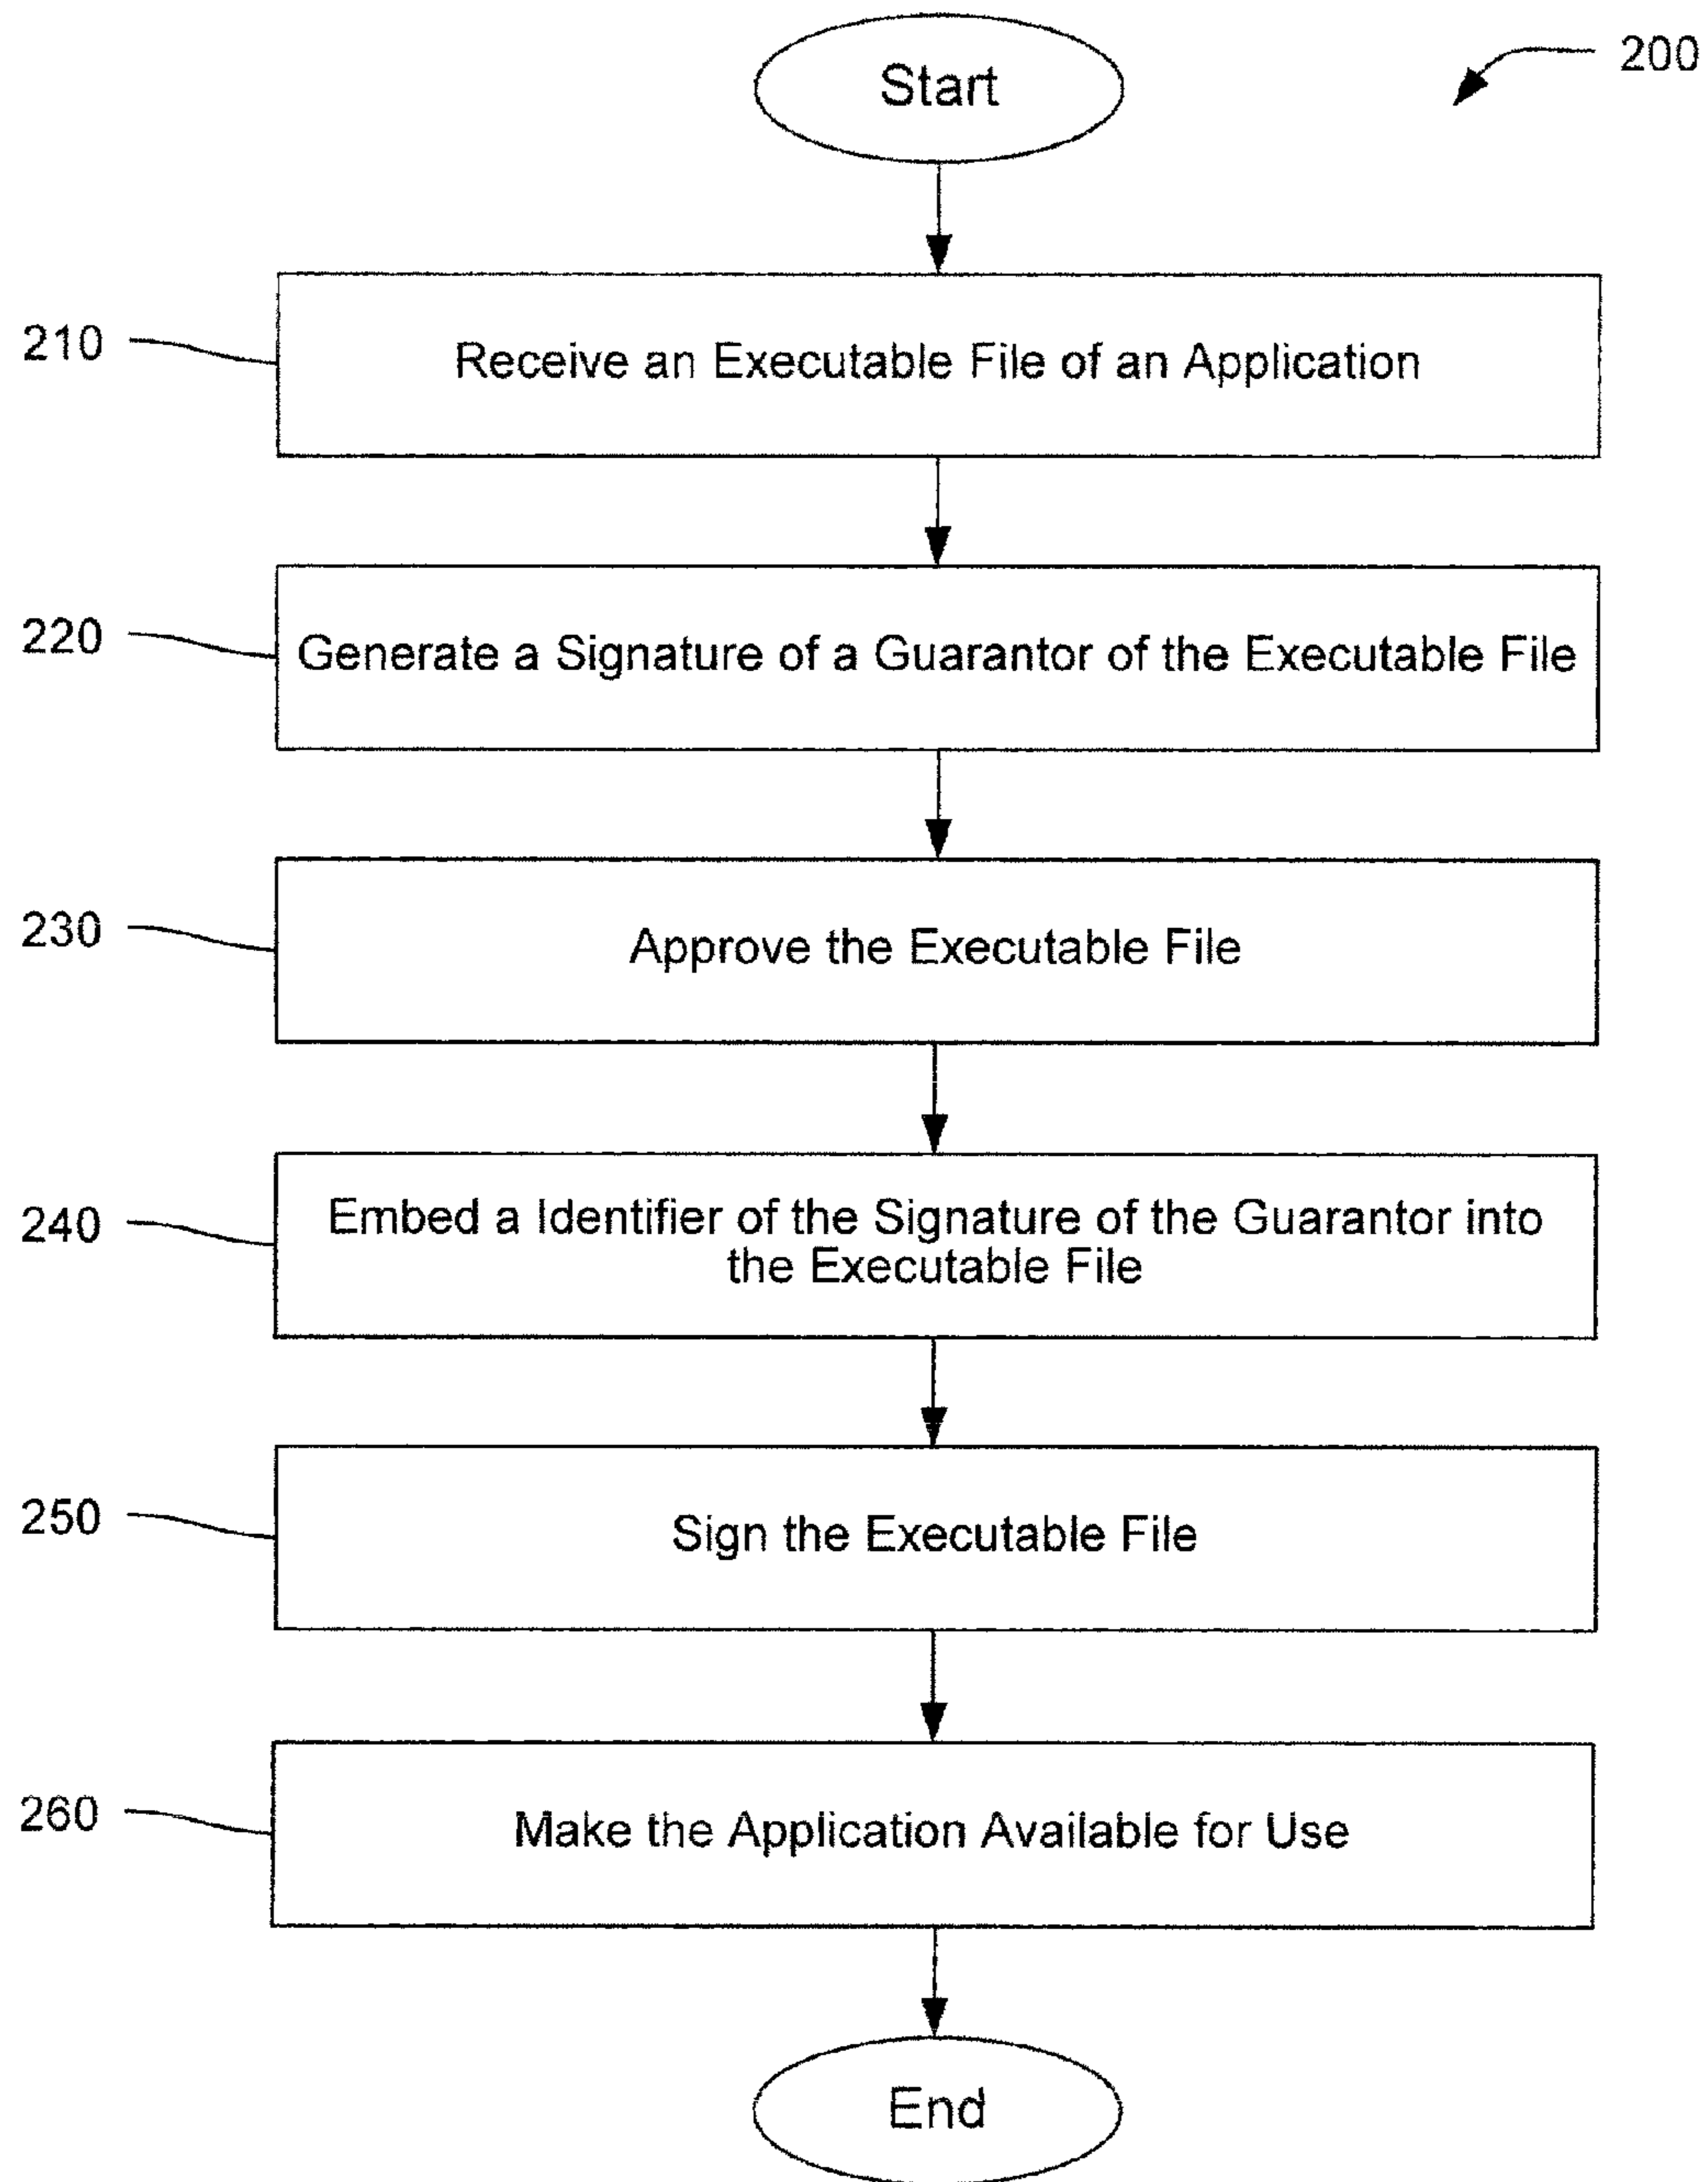 Start
200
210
Receive an Executable File of an Application
220
Generate a Signature of a Guarantor of the Executable File
230
Approve the Executable File
240
Embed a Identifier of the Signature of the Guarantor into
the Executable File
250
Sign the Executable File
260
Make the Application Available for Use
End